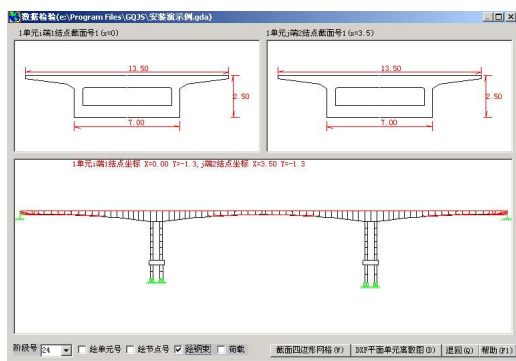 数据检验(e:\Program Files\GQJS\安装演示例.gda)
1单元i端1结点截面号1 (x=0)
1单元j端2结点截面号1 (x=3.5)
13.50
2.50
7.00
13.50
2.50
7.00
1单元i端1结点坐标 X=0.00 Y=-1.3, j端2结点坐标 X=3.50 Y=-1.3
阶段号 24 绘单元号 绘节点号 绘钢束 荷载 截面四边形网格(W) DXF平面单元离散图(D) 退回(Q) 帮助(F1)